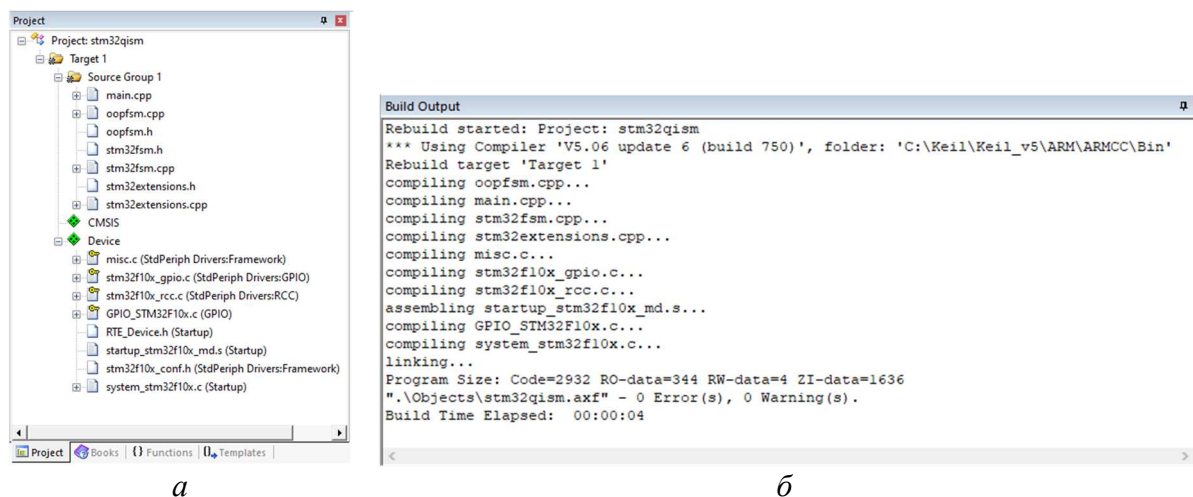 Project
Project: stm32qism
Target 1
Source Group 1
main.cpp
oopfsm.cpp
oopfsm.h
stm32fsm.h
stm32fsm.cpp
stm32extensions.h
stm32extensions.cpp
CMSIS
Device
misc.c (StdPeriph Drivers:Framework)
stm32f10x_gpio.c (StdPeriph Drivers:GPIO)
stm32f10x_rcc.c (StdPeriph Drivers:RCC)
GPIO_STM32F10x.c (GPIO)
RTE_Device.h (Startup)
startup_stm32f10x_md.s (Startup)
stm32f10x_conf.h (StdPeriph Drivers:Framework)
system_stm32f10x.c (Startup)
Project Books {} Functions 0 Templates
а
Build Output
Rebuild started: Project: stm32qism
*** Using Compiler 'V5.06 update 6 (build 750)', folder: 'C:\Keil\Keil_v5\ARM\ARMCC\Bin'
Rebuild target 'Target 1'
compiling oopfsm.cpp...
compiling main.cpp...
compiling stm32fsm.cpp...
compiling stm32extensions.cpp...
compiling misc.c...
compiling stm32f10x_gpio.c...
compiling stm32f10x_rcc.c...
assembling startup_stm32f10x_md.s...
compiling GPIO_STM32F10x.c...
compiling system_stm32f10x.c...
linking...
Program Size: Code=2932 RO-data=344 RW-data=4 ZI-data=1636
".\Objects\stm32qism.axf" - 0 Error(s), 0 Warning(s).
Build Time Elapsed:  00:00:04
б